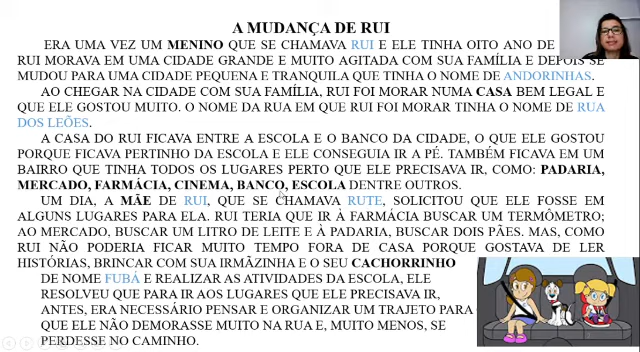 A MUDANÇA DE RUI
ERA UMA VEZ UM MENINO QUE SE CHAMAVA RUI E ELE TINHA OITO ANO DE
RUI MORAVA EM UMA CIDADE GRANDE E MUITO AGITADA COM SUA FAMÍLIA E DEPOIS SE
MUDOU PARA UMA CIDADE PEQUENA E TRANQUILA QUE TINHA O NOME DE ANDORINHAS.
AO CHEGAR NA CIDADE COM SUA FAMÍLIA, RUI FOI MORAR NUMA CASA BEM LEGAL E
QUE ELE GOSTOU MUITO. O NOME DA RUA EM QUE RUI FOI MORAR TINHA O NOME DE RUA
DOS LEÕES.
A CASA DO RUI FICAVA ENTRE A ESCOLA E O BANCO DA CIDADE, O QUE ELE GOSTOU
PORQUE FICAVA PERTINHO DA ESCOLA E ELE CONSEGUIA IR A PÉ. TAMBÉM FICAVA EM UM
BAIRRO QUE TINHA TODOS OS LUGARES PERTO QUE ELE PRECISAVA IR, COMO: PADARIA,
MERCADO, FARMÁCIA, CINEMA, BANCO, ESCOLA DENTRE OUTROS.
UM DIA, A MÃE DE RUI, QUE SE CHAMAVA RUTE, SOLICITOU QUE ELE FOSSE EM
ALGUNS LUGARES PARA ELA. RUI TERIA QUE IR À FARMÁCIA BUSCAR UM TERMÔMETRO;
AO MERCADO, BUSCAR UM LITRO DE LEITE E À PADARIA, BUSCAR DOIS PÃES. MAS, COMO
RUI NÃO PODERIA FICAR MUITO TEMPO FORA DE CASA PORQUE GOSTAVA DE LER
HISTÓRIAS, BRINCAR COM SUA IRMÃZINHA E O SEU CACHORRINHO
DE NOME FUBÁ E REALIZAR AS ATIVIDADES DA ESCOLA, ELE
RESOLVEU QUE PARA IR AOS LUGARES QUE ELE PRECISAVA IR,
ANTES, ERA NECESSÁRIO PENSAR E ORGANIZAR UM TRAJETO PARA
QUE ELE NÃO DEMORASSE MUITO NA RUA E, MUITO MENOS, SE
PERDESSE NO CAMINHO.